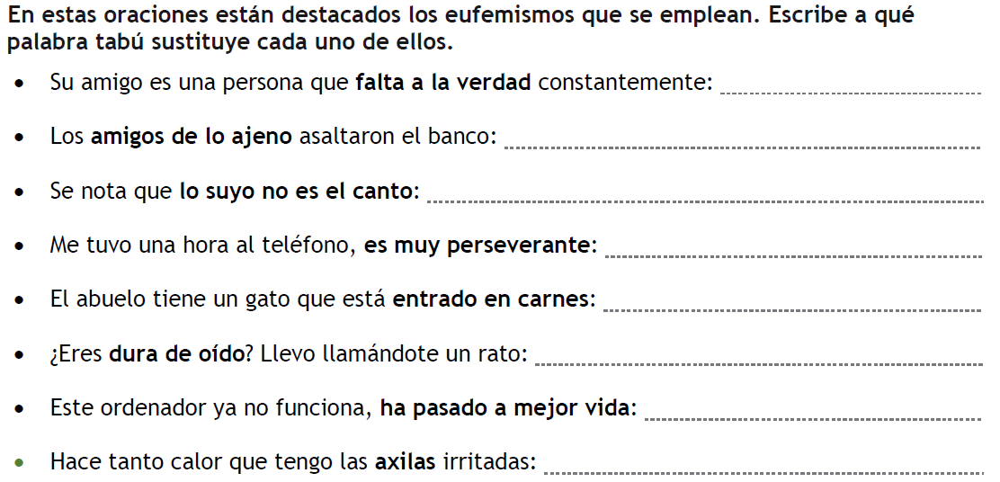 En estas oraciones están destacados los eufemismos que se emplean. Escribe a qué
palabra tabú sustituye cada uno de ellos.
• Su amigo es una persona que falta a la verdad constantemente:
• Los amigos de lo ajeno asaltaron el banco:
• Se nota que lo suyo no es el canto:
• Me tuvo una hora al teléfono, es muy perseverante:
• El abuelo tiene un gato que está entrado en carnes:
• ¿Eres dura de oído? Llevo llamándote un rato:
• Este ordenador ya no funciona, ha pasado a mejor vida:
• Hace tanto calor que tengo las axilas irritadas: